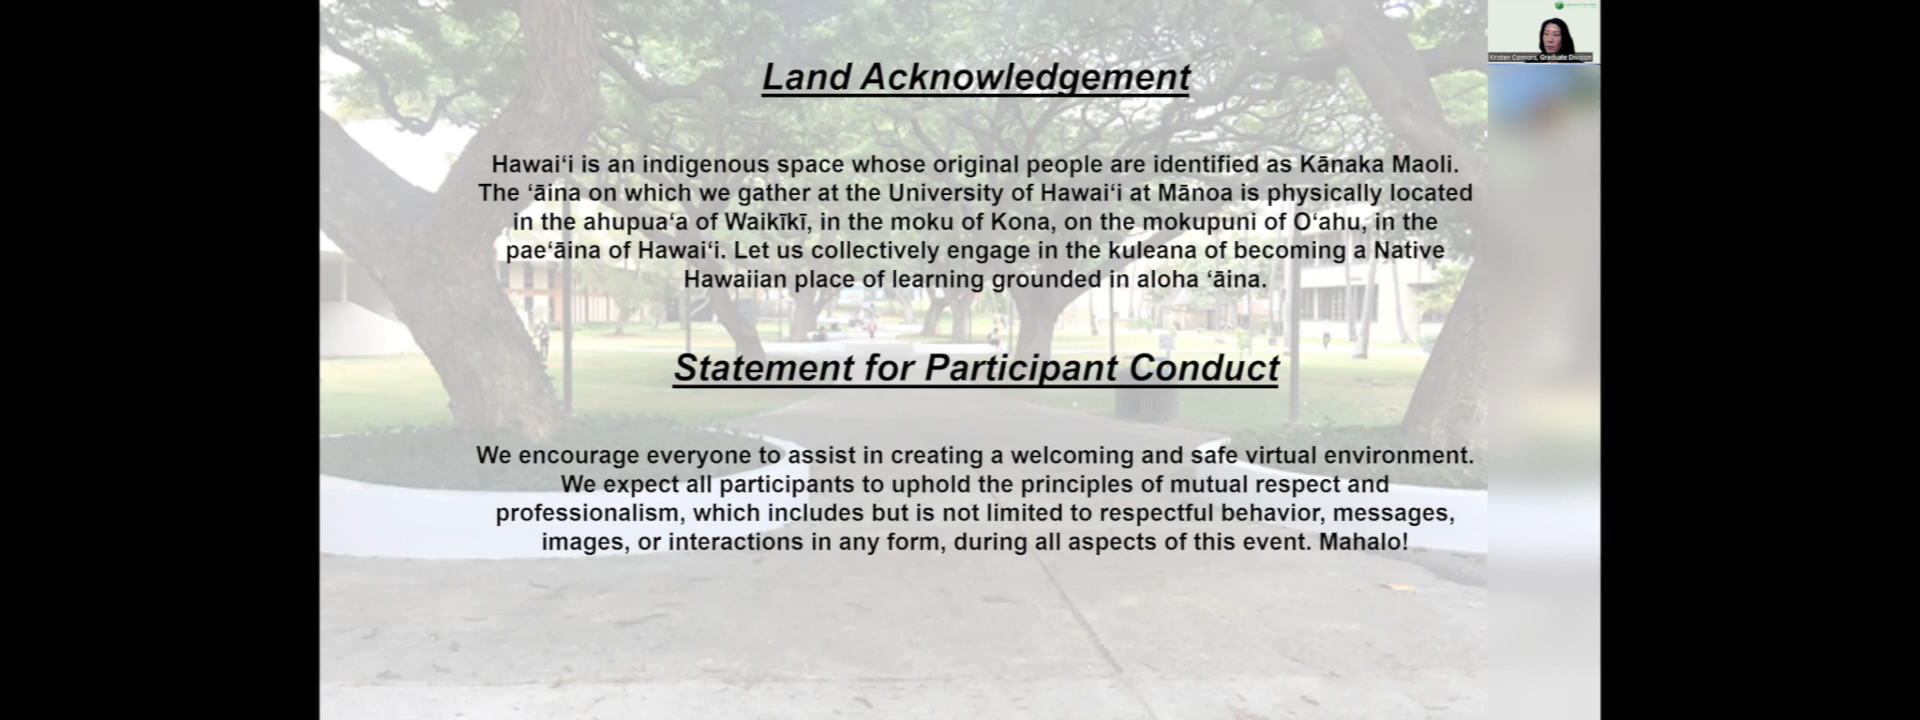 Land Acknowledgement
Hawaiʻi is an indigenous space whose original people are identified as Kānaka Maoli.
The ʻāina on which we gather at the University of Hawaiʻi at Mānoa is physically located
in the ahupuaʻa of Waikīkī, in the moku of Kona, on the mokupuni of Oʻahu, in the
paeʻāina of Hawaiʻi. Let us collectively engage in the kuleana of becoming a Native
Hawaiian place of learning grounded in aloha ʻāina.
Statement for Participant Conduct
We encourage everyone to assist in creating a welcoming and safe virtual environment.
We expect all participants to uphold the principles of mutual respect and
professionalism, which includes but is not limited to respectful behavior, messages,
images, or interactions in any form, during all aspects of this event. Mahalo!
Kristen Connors, Graduate Division